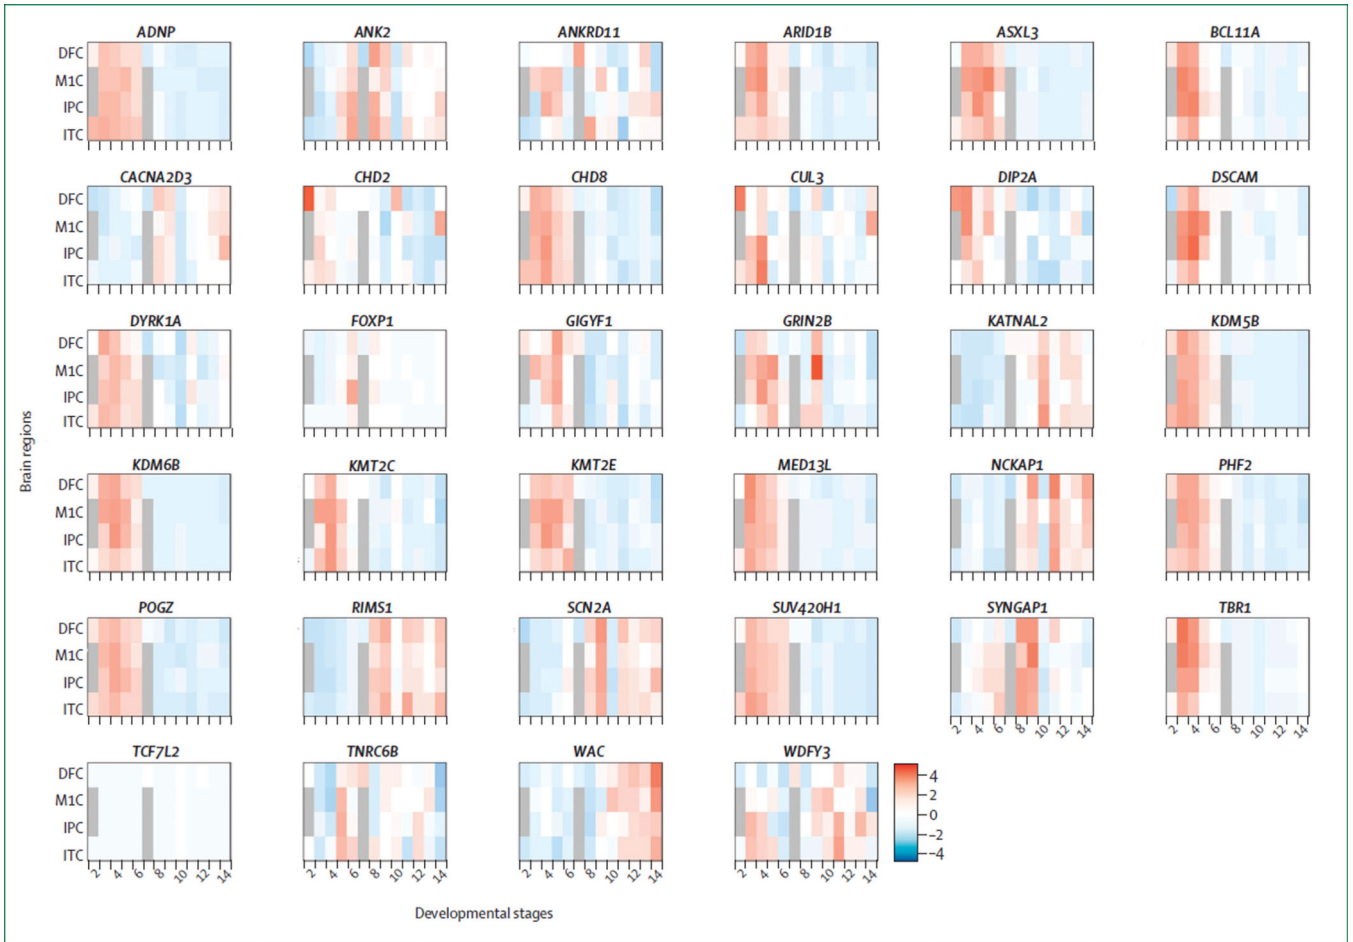 ADNP ANK2 ANKRD11 ARID1B ASXL3 BCL11A
DFC
M1C
IPC
ITC
CACNA2D3 CHD2 CHD8 CUL3 DIP2A DSCAM
DFC
M1C
IPC
ITC
DYRK1A FOXP1 GIGYF1 GRIN2B KATNAL2 KDM5B
DFC
M1C
IPC
ITC
Brain regions
KDM6B KMT2C KMT2E MED13L NCKAP1 PHF2
DFC
M1C
IPC
ITC
POGZ RIMS1 SCN2A SUV420H1 SYNGAP1 TBR1
DFC
M1C
IPC
ITC
2 4 6 8 10 12 14 2 4 6 8 10 12 14
TCF7L2 TNRC6B WAC WDFY3
DFC
M1C
IPC
ITC
4
2
0
−2
−4
2 4 6 8 10 12 14 2 4 6 8 10 12 14 2 4 6 8 10 12 14 2 4 6 8 10 12 14
Developmental stages